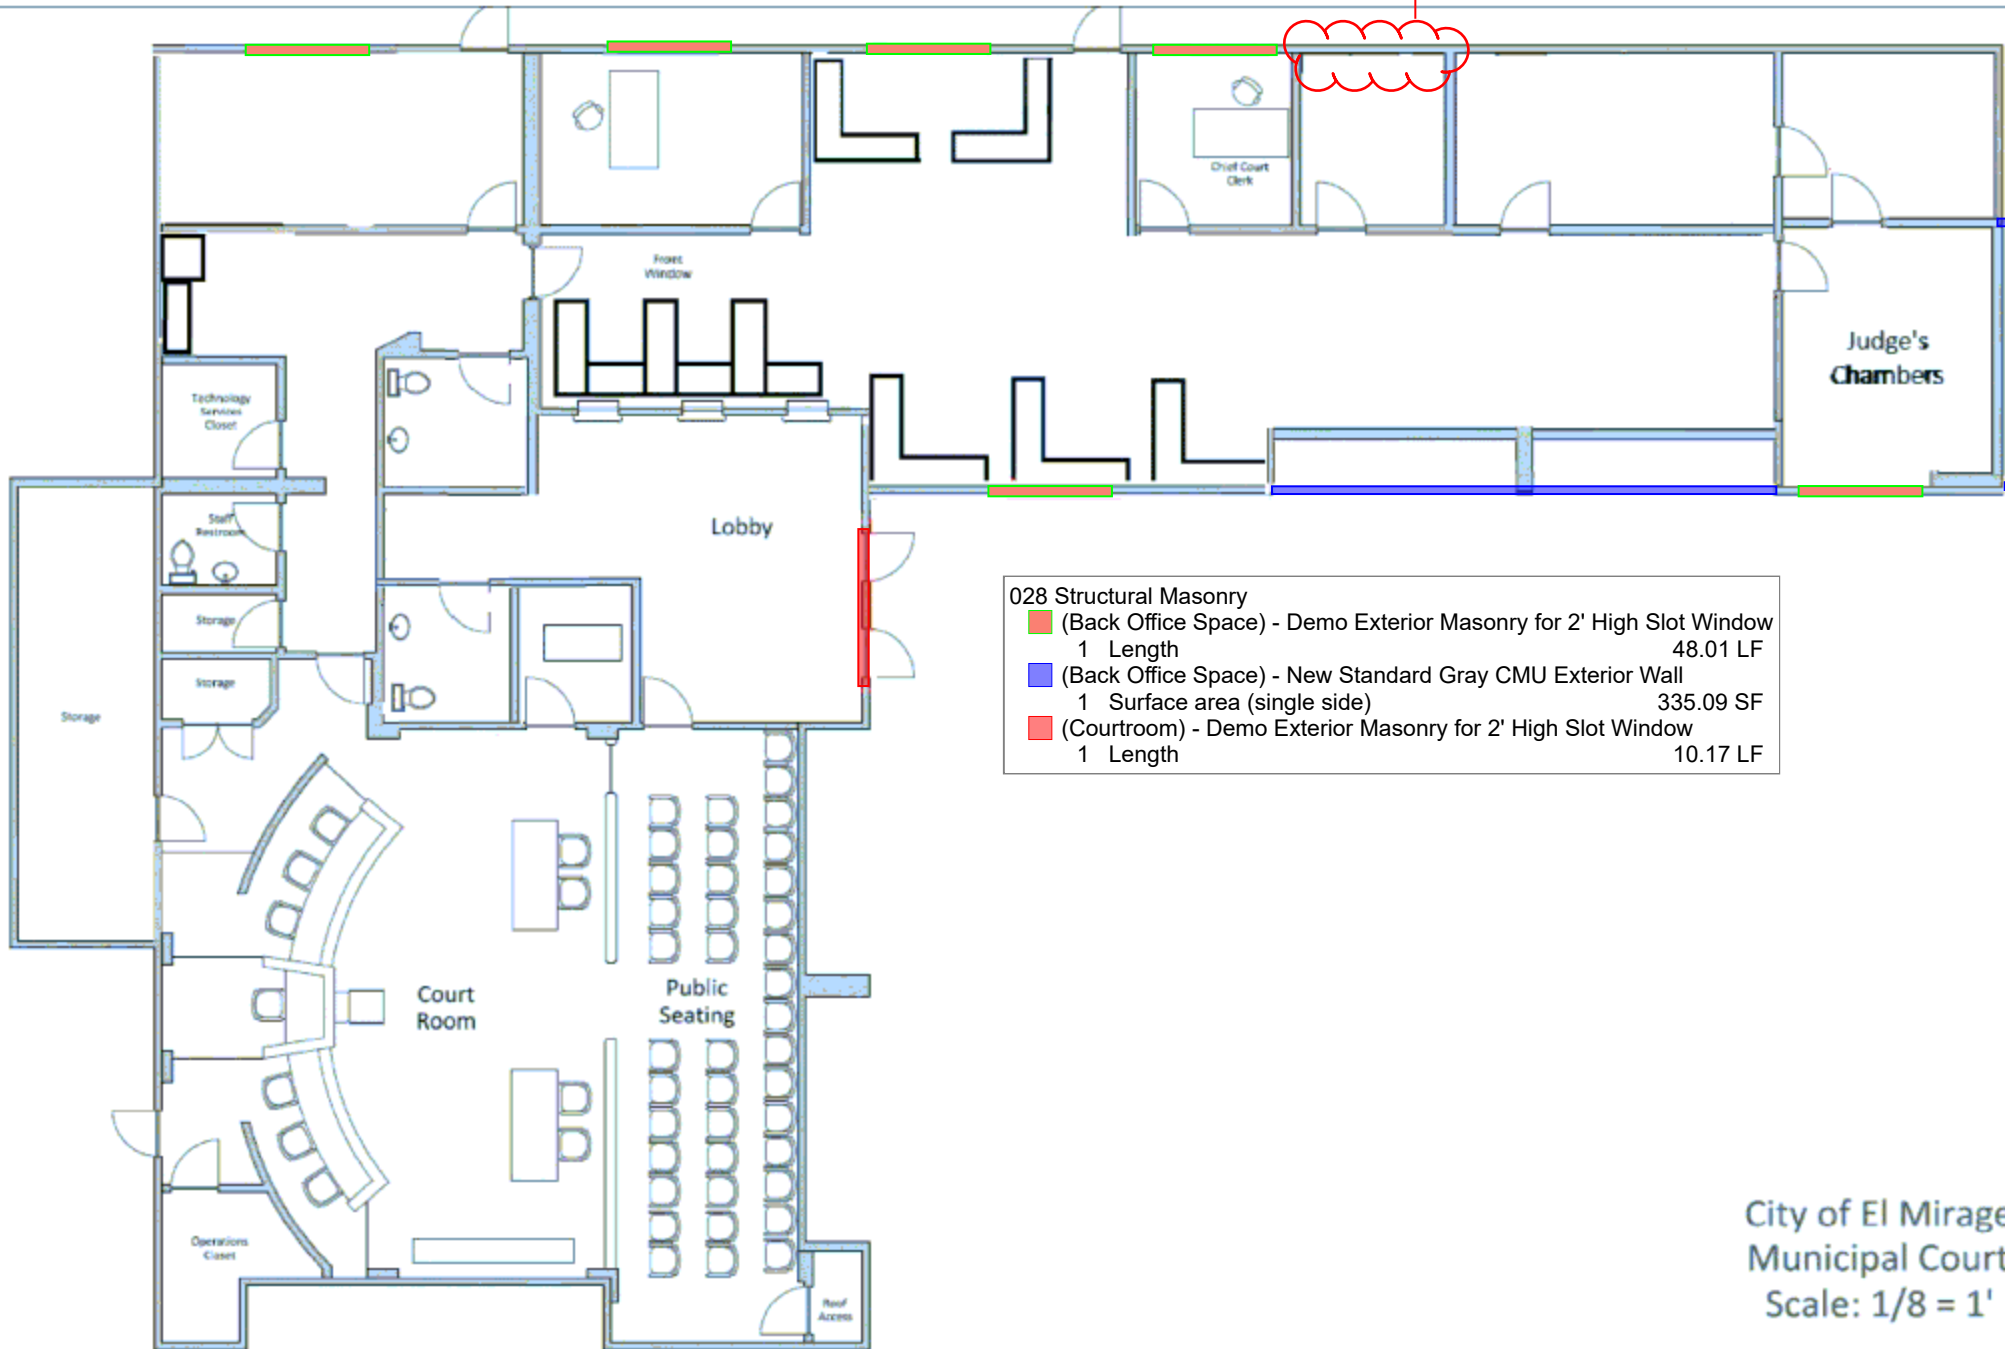 Chief Court
Clerk
Front
Window
Judge's
Chambers
Technology
Services
Closet
Staff
Restroom
Lobby
Storage
Storage
Storage
028 Structural Masonry
(Back Office Space) - Demo Exterior Masonry for 2' High Slot Window
1 Length 48.01 LF
(Back Office Space) - New Standard Gray CMU Exterior Wall
1 Surface area (single side) 335.09 SF
(Courtroom) - Demo Exterior Masonry for 2' High Slot Window
1 Length 10.17 LF
Court
Room
Public
Seating
Operations
Closet
Roof
Access
City of El Mirage
Municipal Court
Scale: 1/8 = 1'